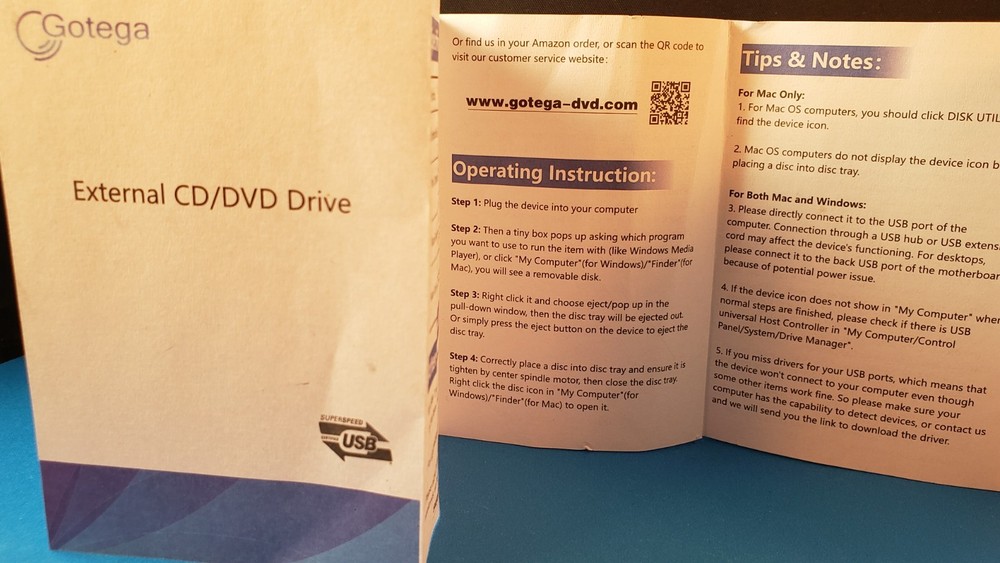 Gotega
External CD/DVD Drive
SUPERSPEED
USB
Or find us in your Amazon order, or scan the QR code to
visit our customer service website:
www.gotega-dvd.com
Operating Instruction:
Step 1: Plug the device into your computer
Step 2: Then a tiny box pops up asking which program
you want to use to run the item with (like Windows Media
Player), or click "My Computer"(for Windows)/"Finder"(for
Mac), you will see a removable disk.
Step 3: Right click it and choose eject/pop up in the
pull-down window, then the disc tray will be ejected out.
Or simply press the eject button on the device to eject the
disc tray.
Step 4: Correctly place a disc into disc tray and ensure it is
tighten by center spindle motor, then close the disc tray.
Right click the disc icon in "My Computer"(for
Windows)/"Finder"(for Mac) to open it.
Tips & Notes:
For Mac Only:
1. For Mac OS computers, you should click DISK UTIL
find the device icon.
2. Mac OS computers do not display the device icon b
placing a disc into disc tray.
For Both Mac and Windows:
3. Please directly connect it to the USB port of the
computer. Connection through a USB hub or USB extens
cord may affect the device's functioning. For desktops,
please connect it to the back USB port of the motherboar
because of potential power issue.
4. If the device icon does not show in "My Computer" when
normal steps are finished, please check if there is USB
universal Host Controller in "My Computer/Control
Panel/System/Drive Manager".
5. If you miss drivers for your USB ports, which means that
the device won't connect to your computer even though
some other items work fine. So please make sure your
computer has the capability to detect devices, or contact us
and we will send you the link to download the driver.